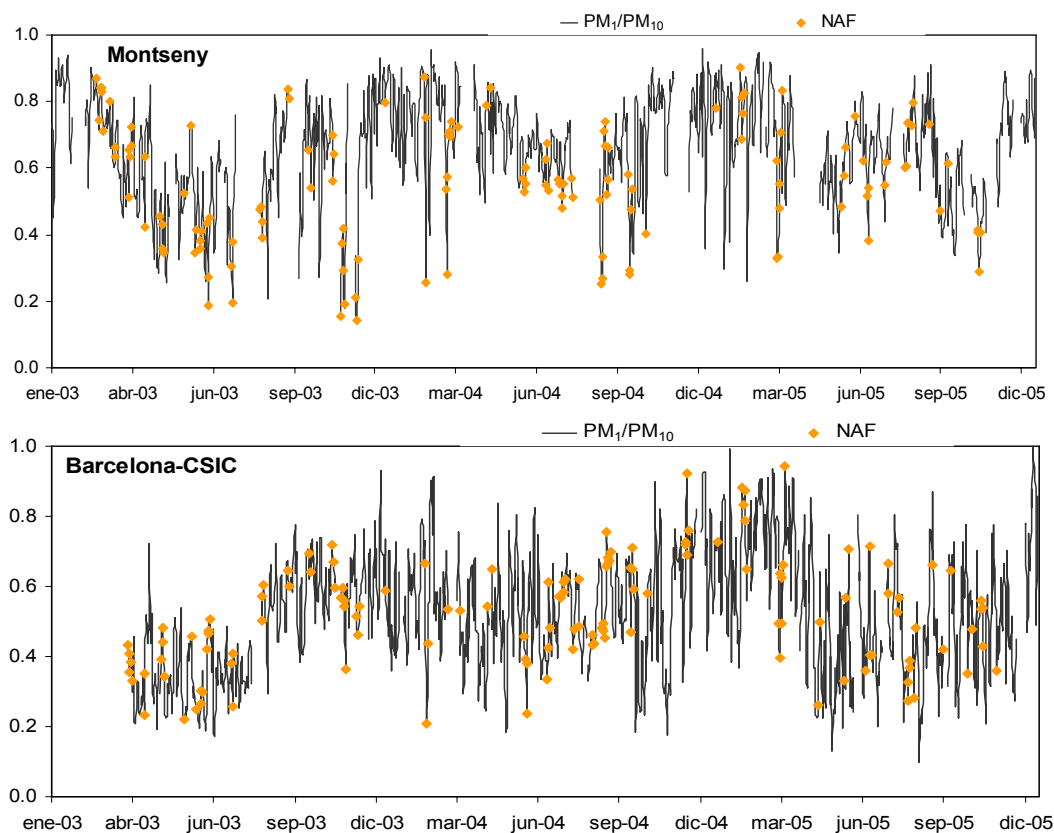 PM₁/PM₁₀ NAF
Montseny
1.0
0.8
0.6
0.4
0.2
0.0
ene-03 abr-03 jun-03 sep-03 dic-03 mar-04 jun-04 sep-04 dic-04 mar-05 jun-05 sep-05 dic-05
PM₁/PM₁₀ NAF
Barcelona-CSIC
1.0
0.8
0.6
0.4
0.2
0.0
ene-03 abr-03 jun-03 sep-03 dic-03 mar-04 jun-04 sep-04 dic-04 mar-05 jun-05 sep-05 dic-05